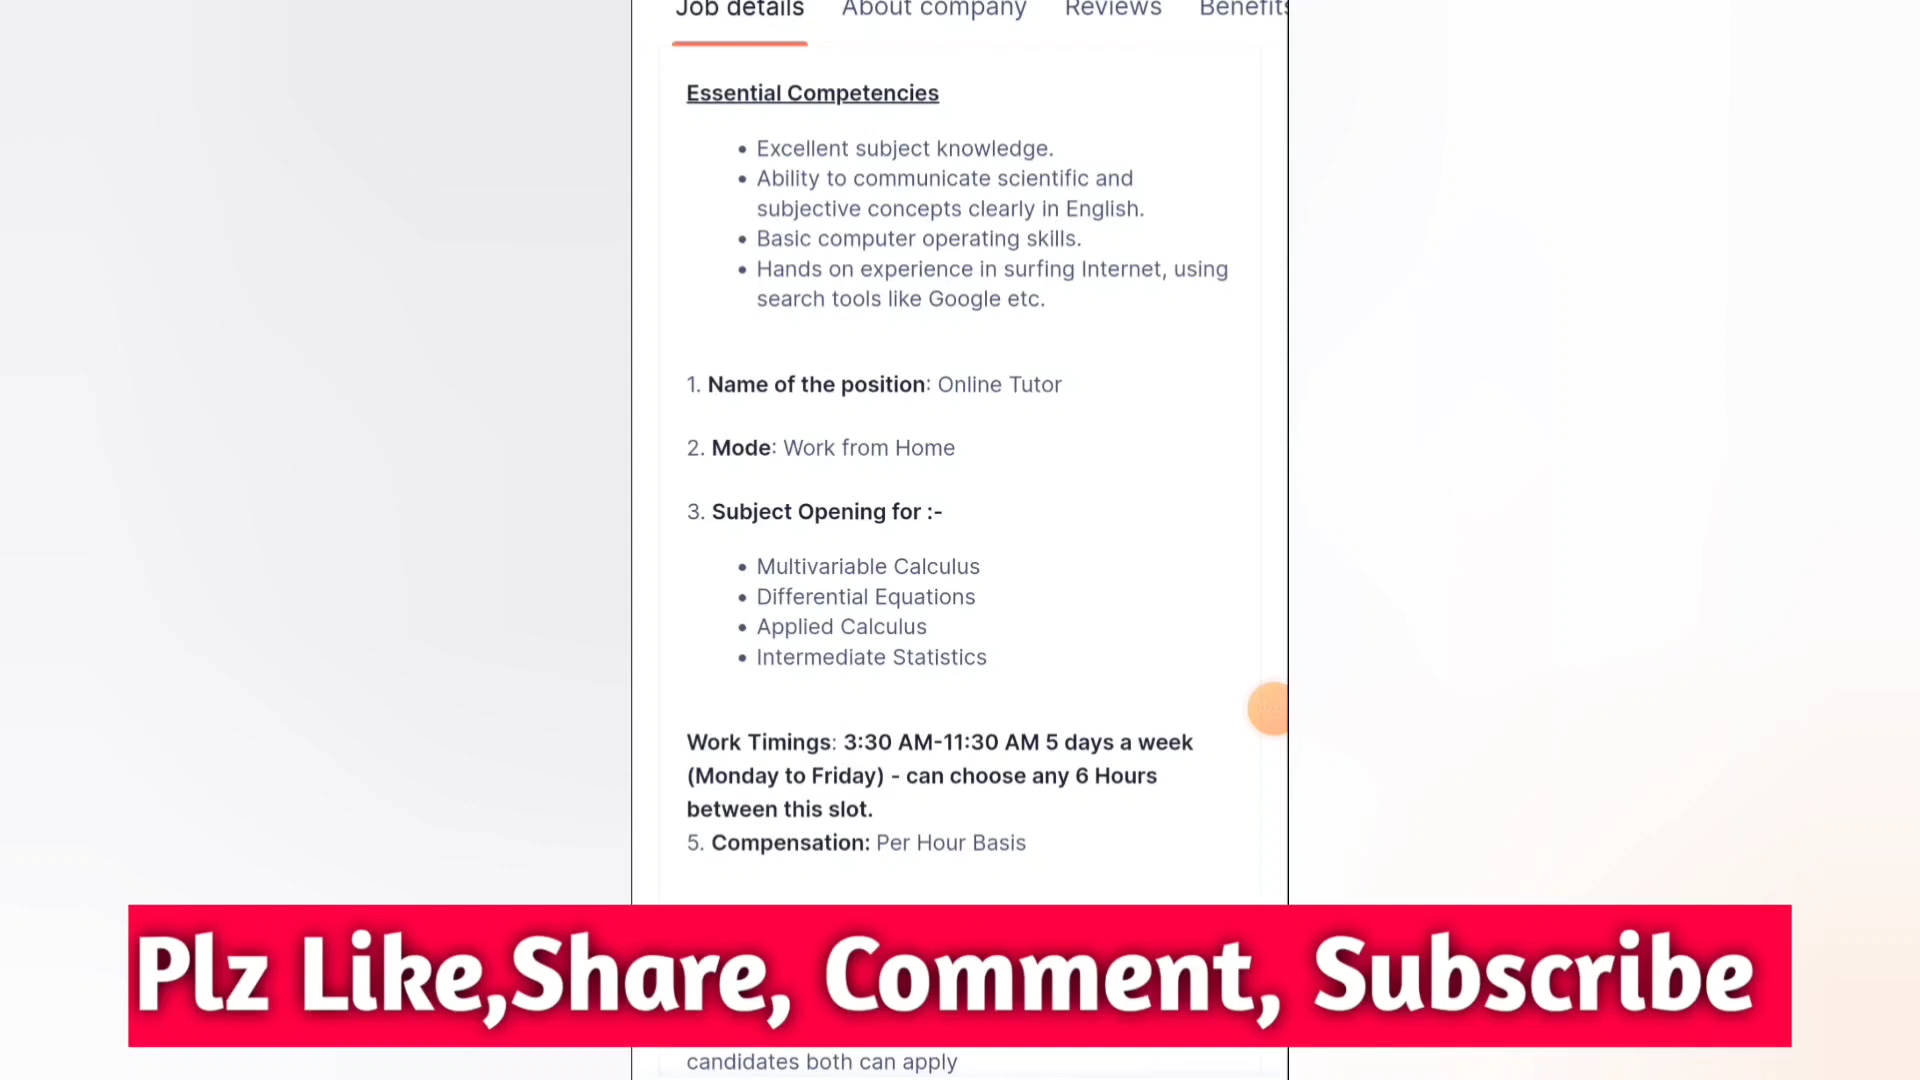 Job details About company Reviews Benefits
Essential Competencies
• Excellent subject knowledge.
• Ability to communicate scientific and
subjective concepts clearly in English.
• Basic computer operating skills.
• Hands on experience in surfing Internet, using
search tools like Google etc.
1. Name of the position: Online Tutor
2. Mode: Work from Home
3. Subject Opening for :-
• Multivariable Calculus
• Differential Equations
• Applied Calculus
• Intermediate Statistics
Work Timings: 3:30 AM-11:30 AM 5 days a week
(Monday to Friday) - can choose any 6 Hours
between this slot.
5. Compensation: Per Hour Basis
Plz Like,Share, Comment, Subscribe
candidates both can apply